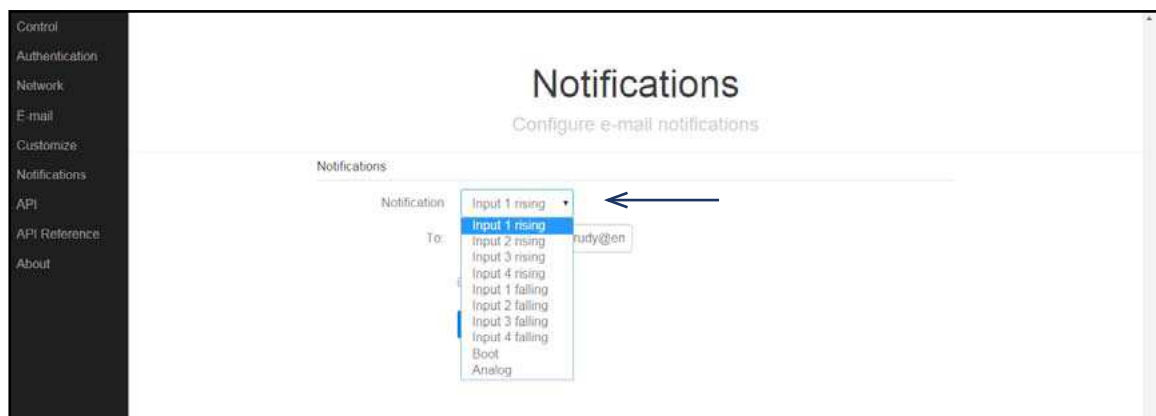 Control
Authentication
Network
E-mail
Customize
Notifications
API
API Reference
About
Notifications
Configure e-mail notifications
Notifications
Notification
Input 1 rising
To:
rudy@en
Input 1 rising
Input 2 rising
Input 3 rising
Input 4 rising
Input 1 falling
Input 2 falling
Input 3 falling
Input 4 falling
Boot
Analog